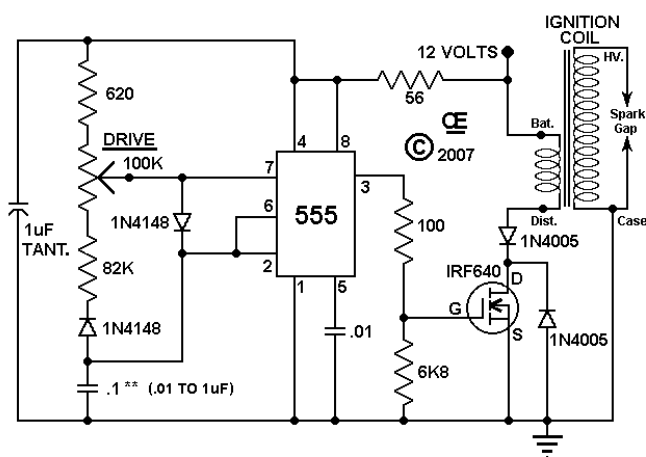 IGNITION
COIL
12 VOLTS
HV.
620
56
Bat.
Spark
Gap
DRIVE
100K
4
8
Œ
© 2007
7
3
1N4148
6
555
100
Dist.
Case
1uF
TANT.
82K
2
1N4005
1
5
IRF640
D
G
1N4148
.01
S
1N4005
6K8
.1 ** (.01 TO 1uF)